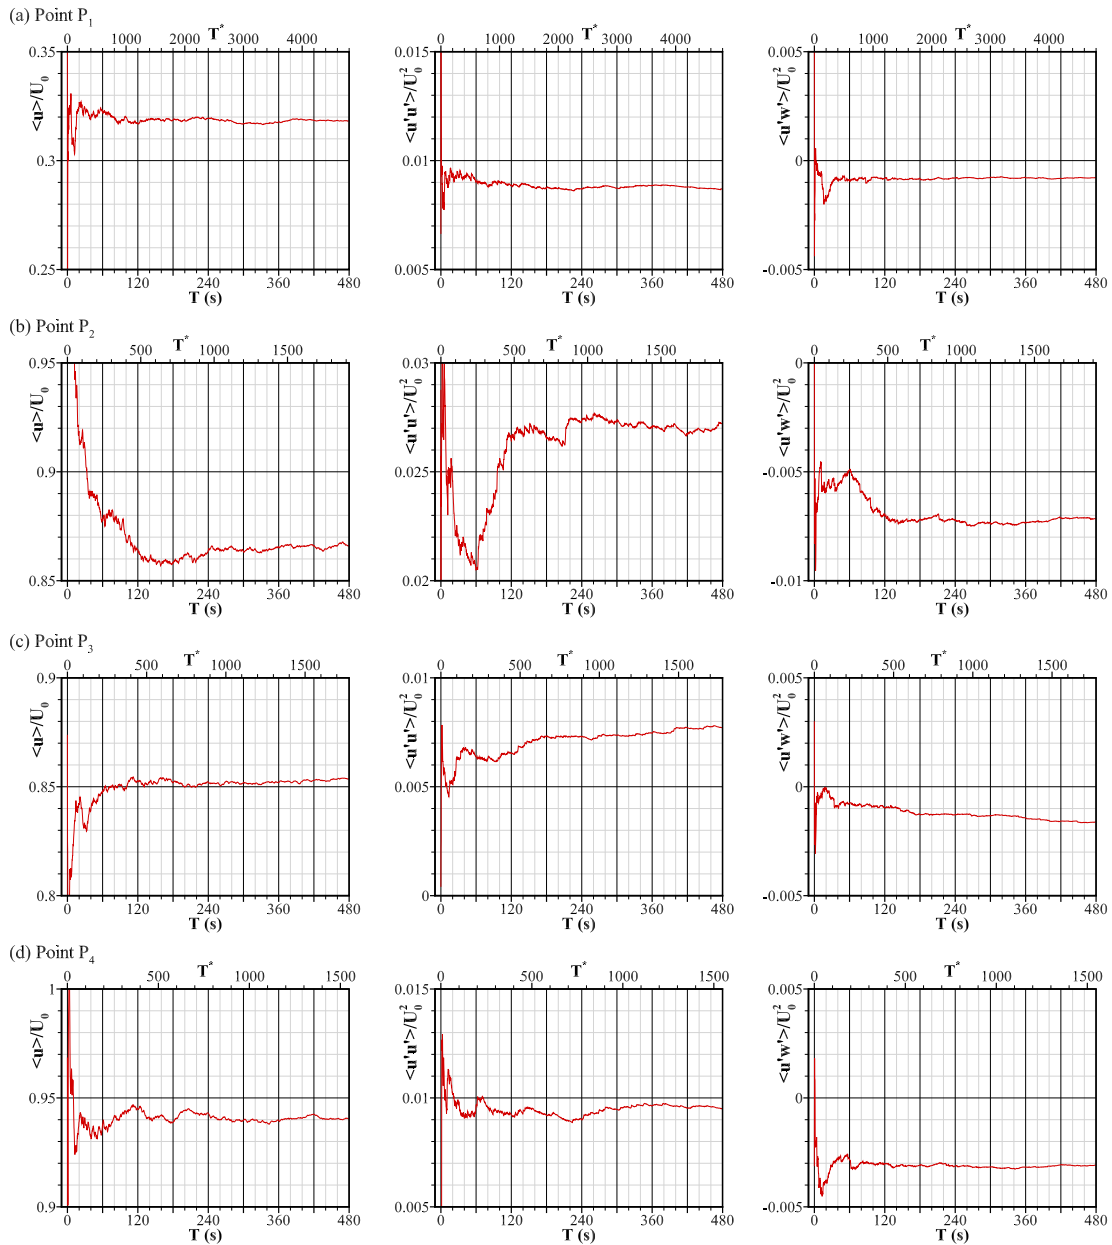 (a) Point P1
0 1000 2000 T* 3000 4000
0 1000 2000 T* 3000 4000
0 1000 2000 T* 3000 4000
0.35
0.3
0.25
<u>/U0
0 120 240 360 480
T (s)
0.015
0.01
0.005
<u'u'>/U0²
0 120 240 360 480
T (s)
0.005
0
-0.005
<u'w'>/U0²
0 120 240 360 480
T (s)
(b) Point P2
0 500 T* 1000 1500
0 500 T* 1000 1500
0 500 T* 1000 1500
0.95
0.9
0.85
<u>/U0
0 120 240 360 480
T (s)
0.03
0.025
0.02
<u'u'>/U0²
0 120 240 360 480
T (s)
0
-0.005
-0.01
<u'w'>/U0²
0 120 240 360 480
T (s)
(c) Point P3
0 500 T* 1000 1500
0 500 T* 1000 1500
0 500 T* 1000 1500
0.9
0.85
0.8
<u>/U0
0 120 240 360 480
T (s)
0.01
0.005
0
<u'u'>/U0²
0 120 240 360 480
T (s)
0.005
0
-0.005
<u'w'>/U0²
0 120 240 360 480
T (s)
(d) Point P4
0 500 T* 1000 1500
0 500 T* 1000 1500
0 500 T* 1000 1500
1
0.95
0.9
<u>/U0
0 120 240 360 480
T (s)
0.015
0.01
0.005
<u'u'>/U0²
0 120 240 360 480
T (s)
0.005
0
-0.005
<u'w'>/U0²
0 120 240 360 480
T (s)